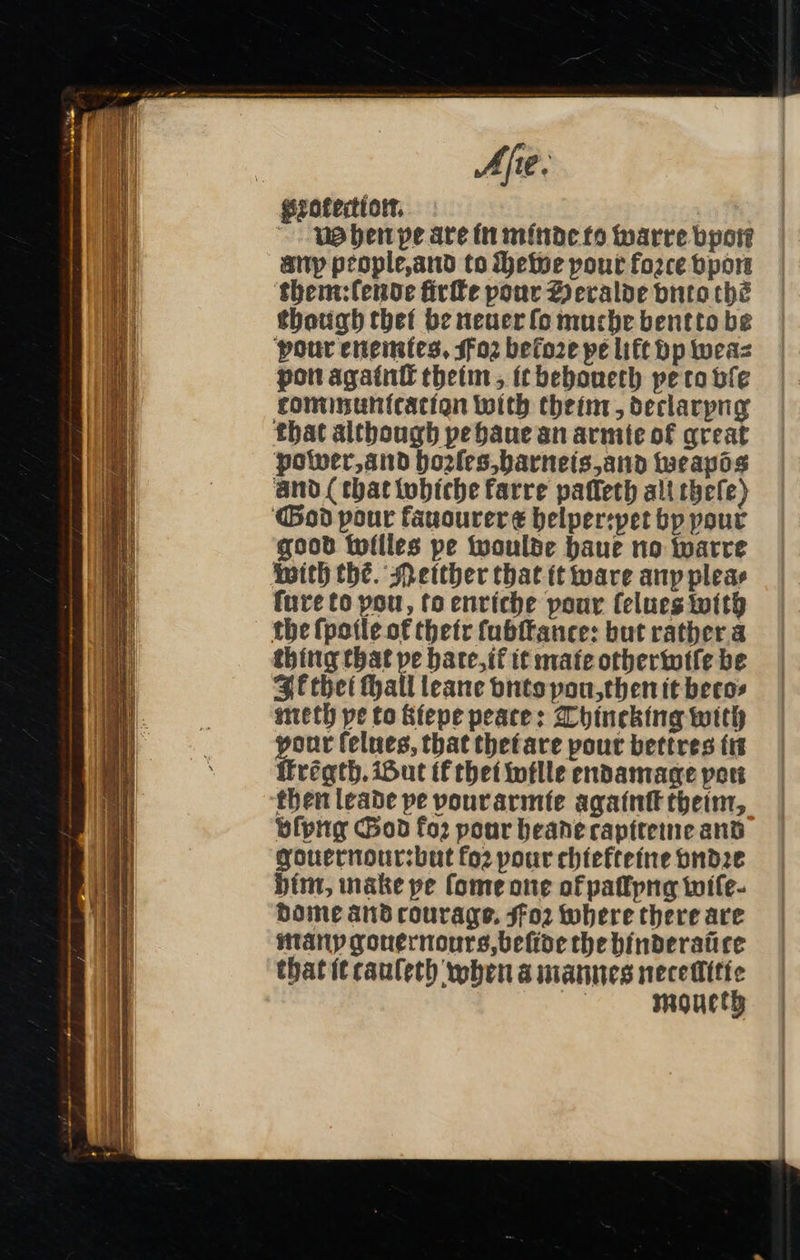 Asie.
protection.
When ye are in minde to warre vpon
any people, and to shewe your force vpon
them: sende firste your Heralde vnto thē
though thei be neuer so muche bent to be
your enemies. For before ye lift vp wea-
pon against theim, it behoueth ye to vse
communication with theim, declaryng
that although ye haue an armie of great
power, and horses, harneis, and weapōs
and (that whiche farre passeth all these)
God your fauourer & helper: yet by your
good willes ye woulde haue no warre
with thē. Neither that it ware any plea-
sure to you, to enriche your selues with
the spoile of their substance: but rather a
thing that ye hate, if it maie otherwise be
If thei shall leane vnto you, then it beco-
meth ye to kiepe peace: Thincking with
your selues, that thei are your bettres in
strēgth. But if thei wille endamage you
then leade ye your armie against theim,
vsyng God for your heade capiteine and
gouernour: but for your chiefteine vndre
him, make ye some one of passyng wise-
dome and courage. For where there are
many gouernours, beside the hinderaūce
that it causeth when a mannes necessitie
moueth